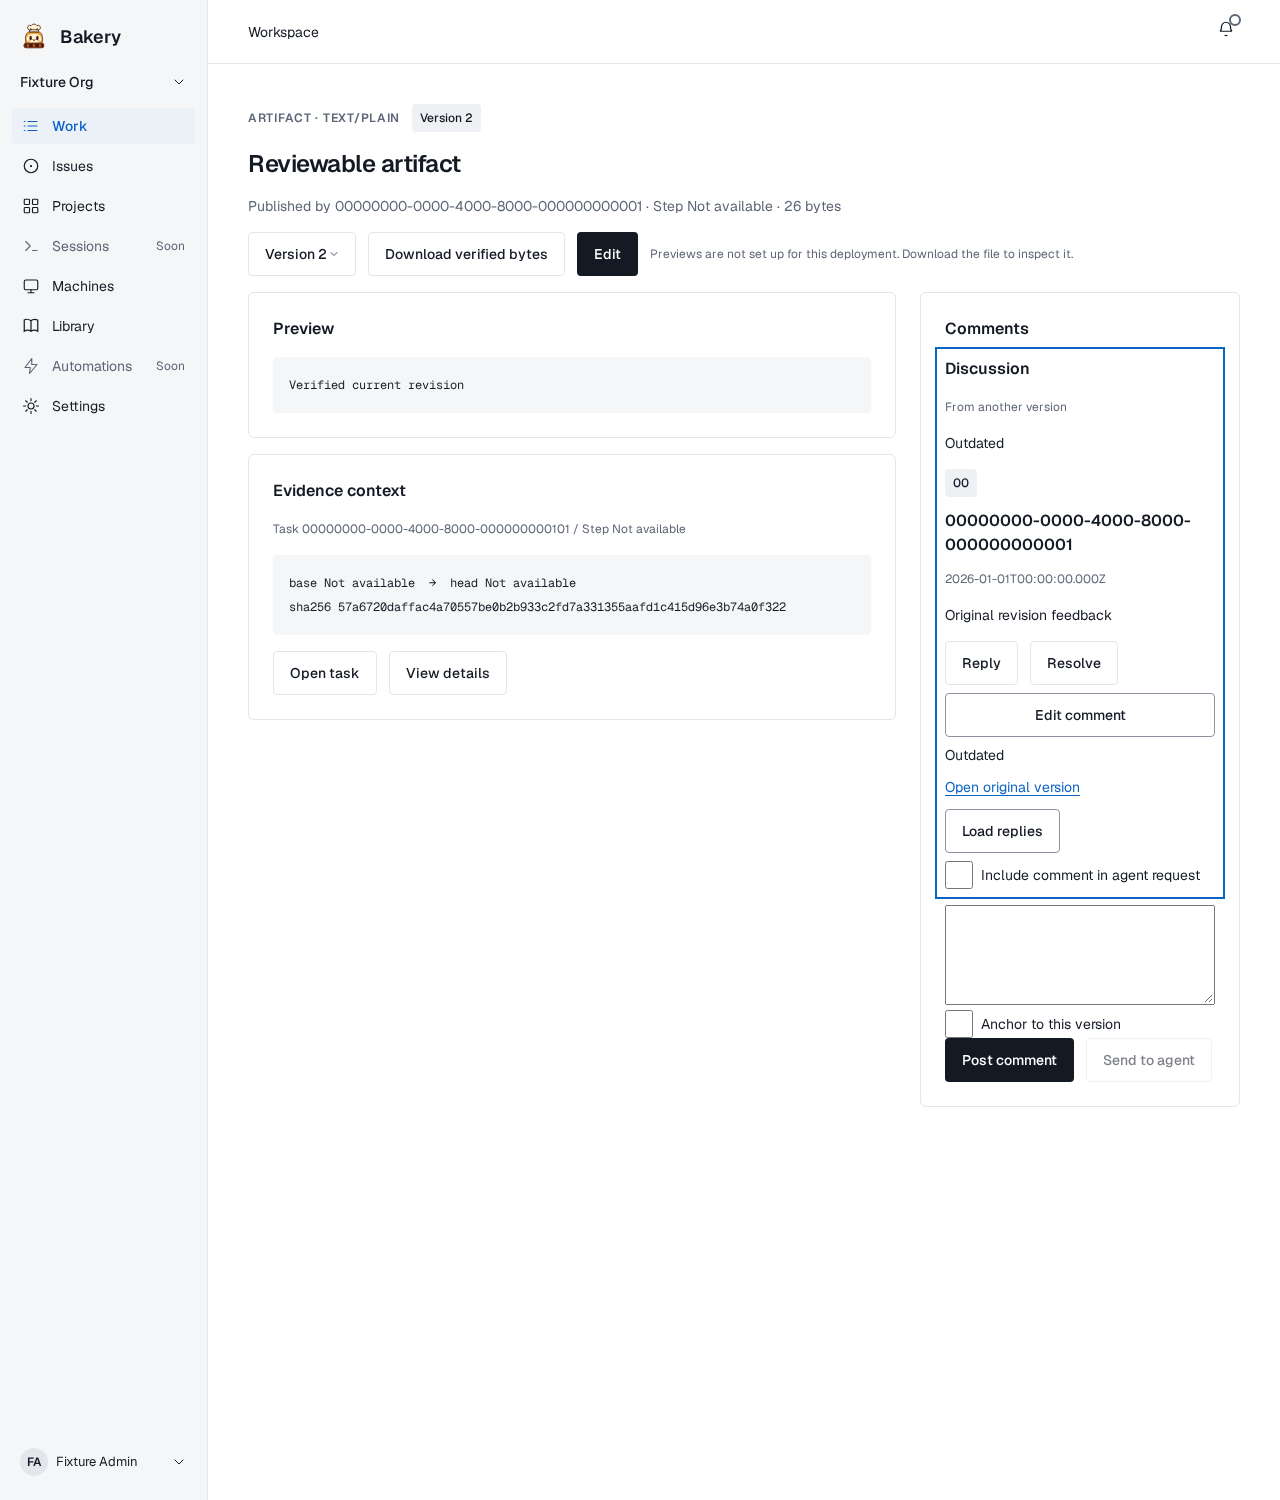 Bakery
Fixture Org
Work
Issues
Projects
Sessions Soon
Machines
Library
Automations Soon
Settings
FA Fixture Admin
Workspace
ARTIFACT · TEXT/PLAIN Version 2
Reviewable artifact
Published by 00000000-0000-4000-8000-000000000001 · Step Not available · 26 bytes
Version 2 Download verified bytes Edit Previews are not set up for this deployment. Download the file to inspect it.
Preview
Verified current revision
Evidence context
Task 00000000-0000-4000-8000-000000000101 / Step Not available
base Not available → head Not available
sha256 57a6720daffac4a70557be0b2b933c2fd7a331355aafd1c415d96e3b74a0f322
Open task View details
Comments
Discussion
From another version
Outdated
00
00000000-0000-4000-8000-
000000000001
2026-01-01T00:00:00.000Z
Original revision feedback
Reply Resolve
Edit comment
Outdated
Open original version
Load replies
Include comment in agent request
Anchor to this version
Post comment Send to agent